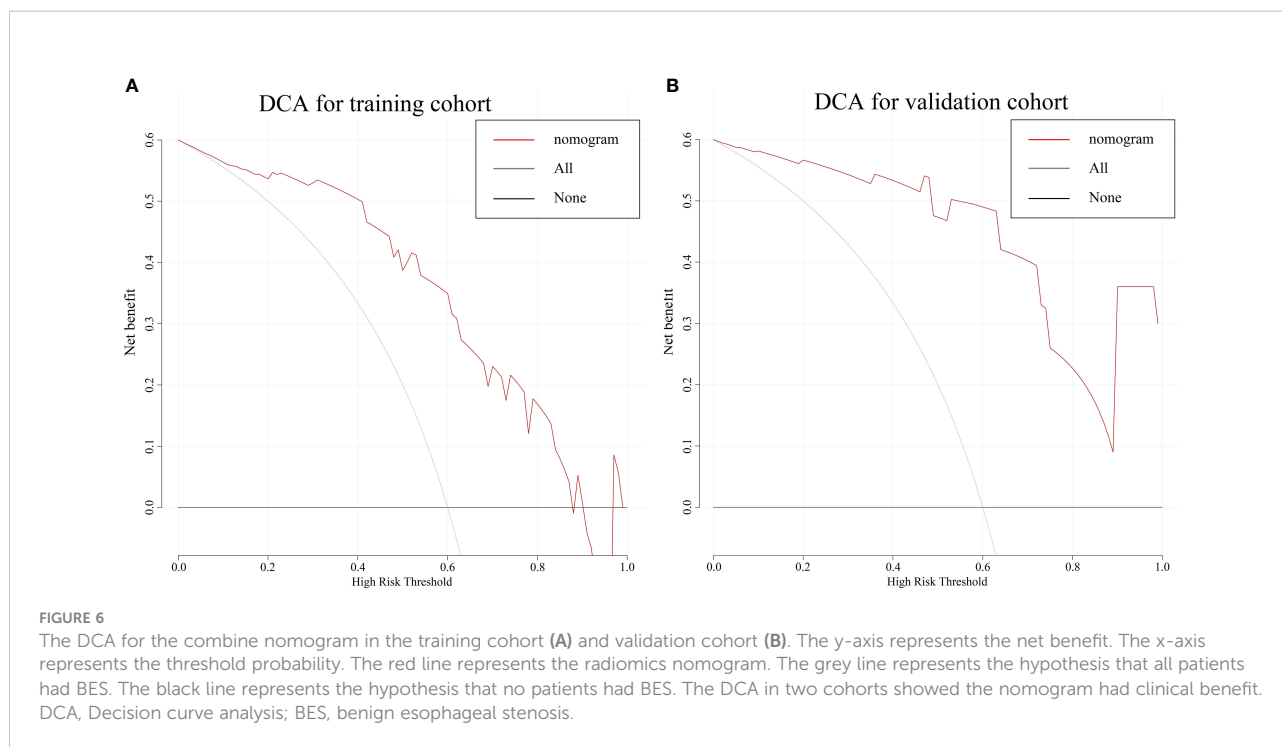 A
DCA for training cohort
nomogram
All
None
0.6
0.5
0.4
0.3
0.2
0.1
0.0
Net benefit
0.0
0.2
0.4
0.6
0.8
1.0
High Risk Threshold
B
DCA for validation cohort
nomogram
All
None
0.6
0.5
0.4
0.3
0.2
0.1
0.0
Net benefit
0.0
0.2
0.4
0.6
0.8
1.0
High Risk Threshold
FIGURE 6
The DCA for the combine nomogram in the training cohort (A) and validation cohort (B). The y-axis represents the net benefit. The x-axis
represents the threshold probability. The red line represents the radiomics nomogram. The grey line represents the hypothesis that all patients
had BES. The black line represents the hypothesis that no patients had BES. The DCA in two cohorts showed the nomogram had clinical benefit.
DCA, Decision curve analysis; BES, benign esophageal stenosis.